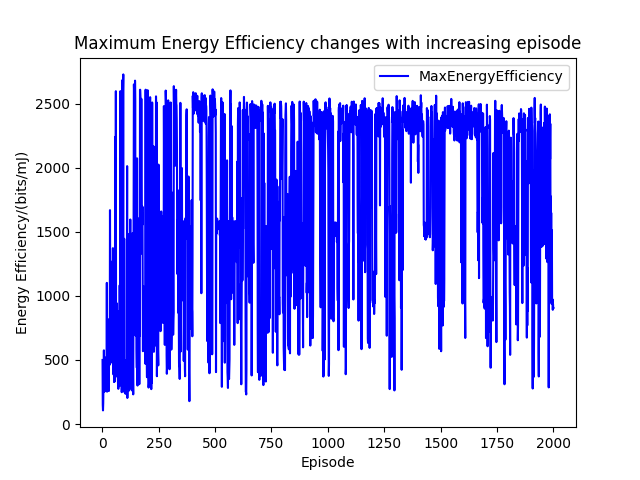 Maximum Energy Efficiency changes with increasing episode
MaxEnergyEfficiency
Energy Efficiency/(bits/mJ)
2500
2000
1500
1000
500
0
0 250 500 750 1000 1250 1500 1750 2000
Episode